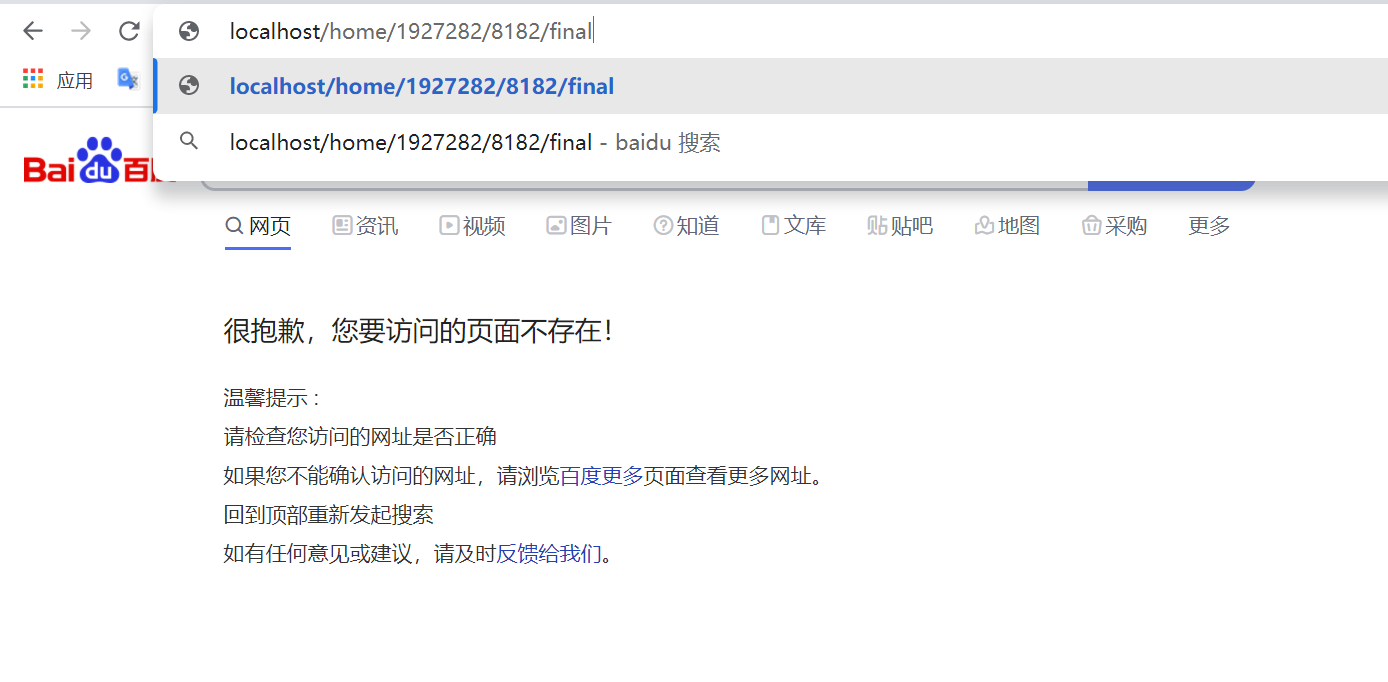 localhost/home/1927282/8182/final
应用
localhost/home/1927282/8182/final
localhost/home/1927282/8182/final - baidu 搜索
Bai du 百
网页 资讯 视频 图片 知道 文库 贴 贴吧 地图 采购 更多
很抱歉，您要访问的页面不存在！
温馨提示：
请检查您访问的网址是否正确
如果您不能确认访问的网址，请浏览百度更多页面查看更多网址。
回到顶部重新发起搜索
如有任何意见或建议，请及时反馈给我们。